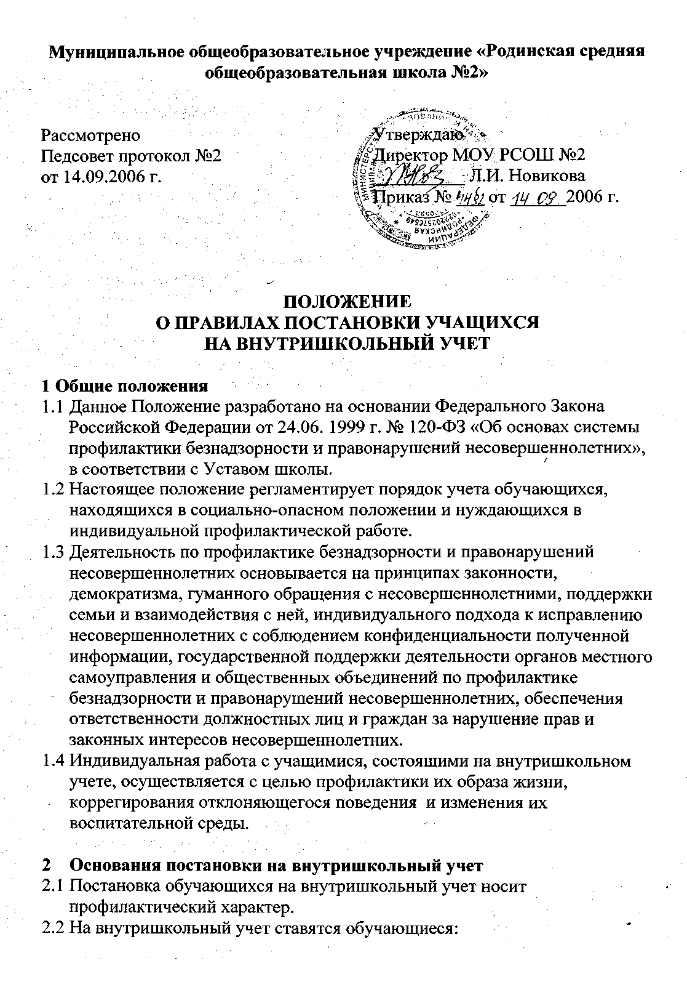 Муниципальное общеобразовательное учреждение «Родинская средняя
общеобразовательная школа №2»
Рассмотрено
Педсовет протокол №2
от 14.09.2006 г.
Утверждаю
Директор МОУ РСОШ №2
Л.И. Новикова
Приказ № от 14.09.2006 г.
ПОЛОЖЕНИЕ
О ПРАВИЛАХ ПОСТАНОВКИ УЧАЩИХСЯ
НА ВНУТРИШКОЛЬНЫЙ УЧЕТ
1 Общие положения
1.1 Данное Положение разработано на основании Федерального Закона
Российской Федерации от 24.06. 1999 г. № 120-ФЗ «Об основах системы
профилактики безнадзорности и правонарушений несовершеннолетних»,
в соответствии с Уставом школы.
1.2 Настоящее положение регламентирует порядок учета обучающихся,
находящихся в социально-опасном положении и нуждающихся в
индивидуальной профилактической работе.
1.3 Деятельность по профилактике безнадзорности и правонарушений
несовершеннолетних основывается на принципах законности,
демократизма, гуманного обращения с несовершеннолетними, поддержки
семьи и взаимодействия с ней, индивидуального подхода к исправлению
несовершеннолетних с соблюдением конфиденциальности полученной
информации, государственной поддержки деятельности органов местного
самоуправления и общественных объединений по профилактике
безнадзорности и правонарушений несовершеннолетних, обеспечения
ответственности должностных лиц и граждан за нарушение прав и
законных интересов несовершеннолетних.
1.4 Индивидуальная работа с учащимися, состоящими на внутришкольном
учете, осуществляется с целью профилактики их образа жизни,
коррегирования отклоняющегося поведения и изменения их
воспитательной среды.
2 Основания постановки на внутришкольный учет
2.1 Постановка обучающихся на внутришкольный учет носит
профилактический характер.
2.2 На внутришкольный учет ставятся обучающиеся: